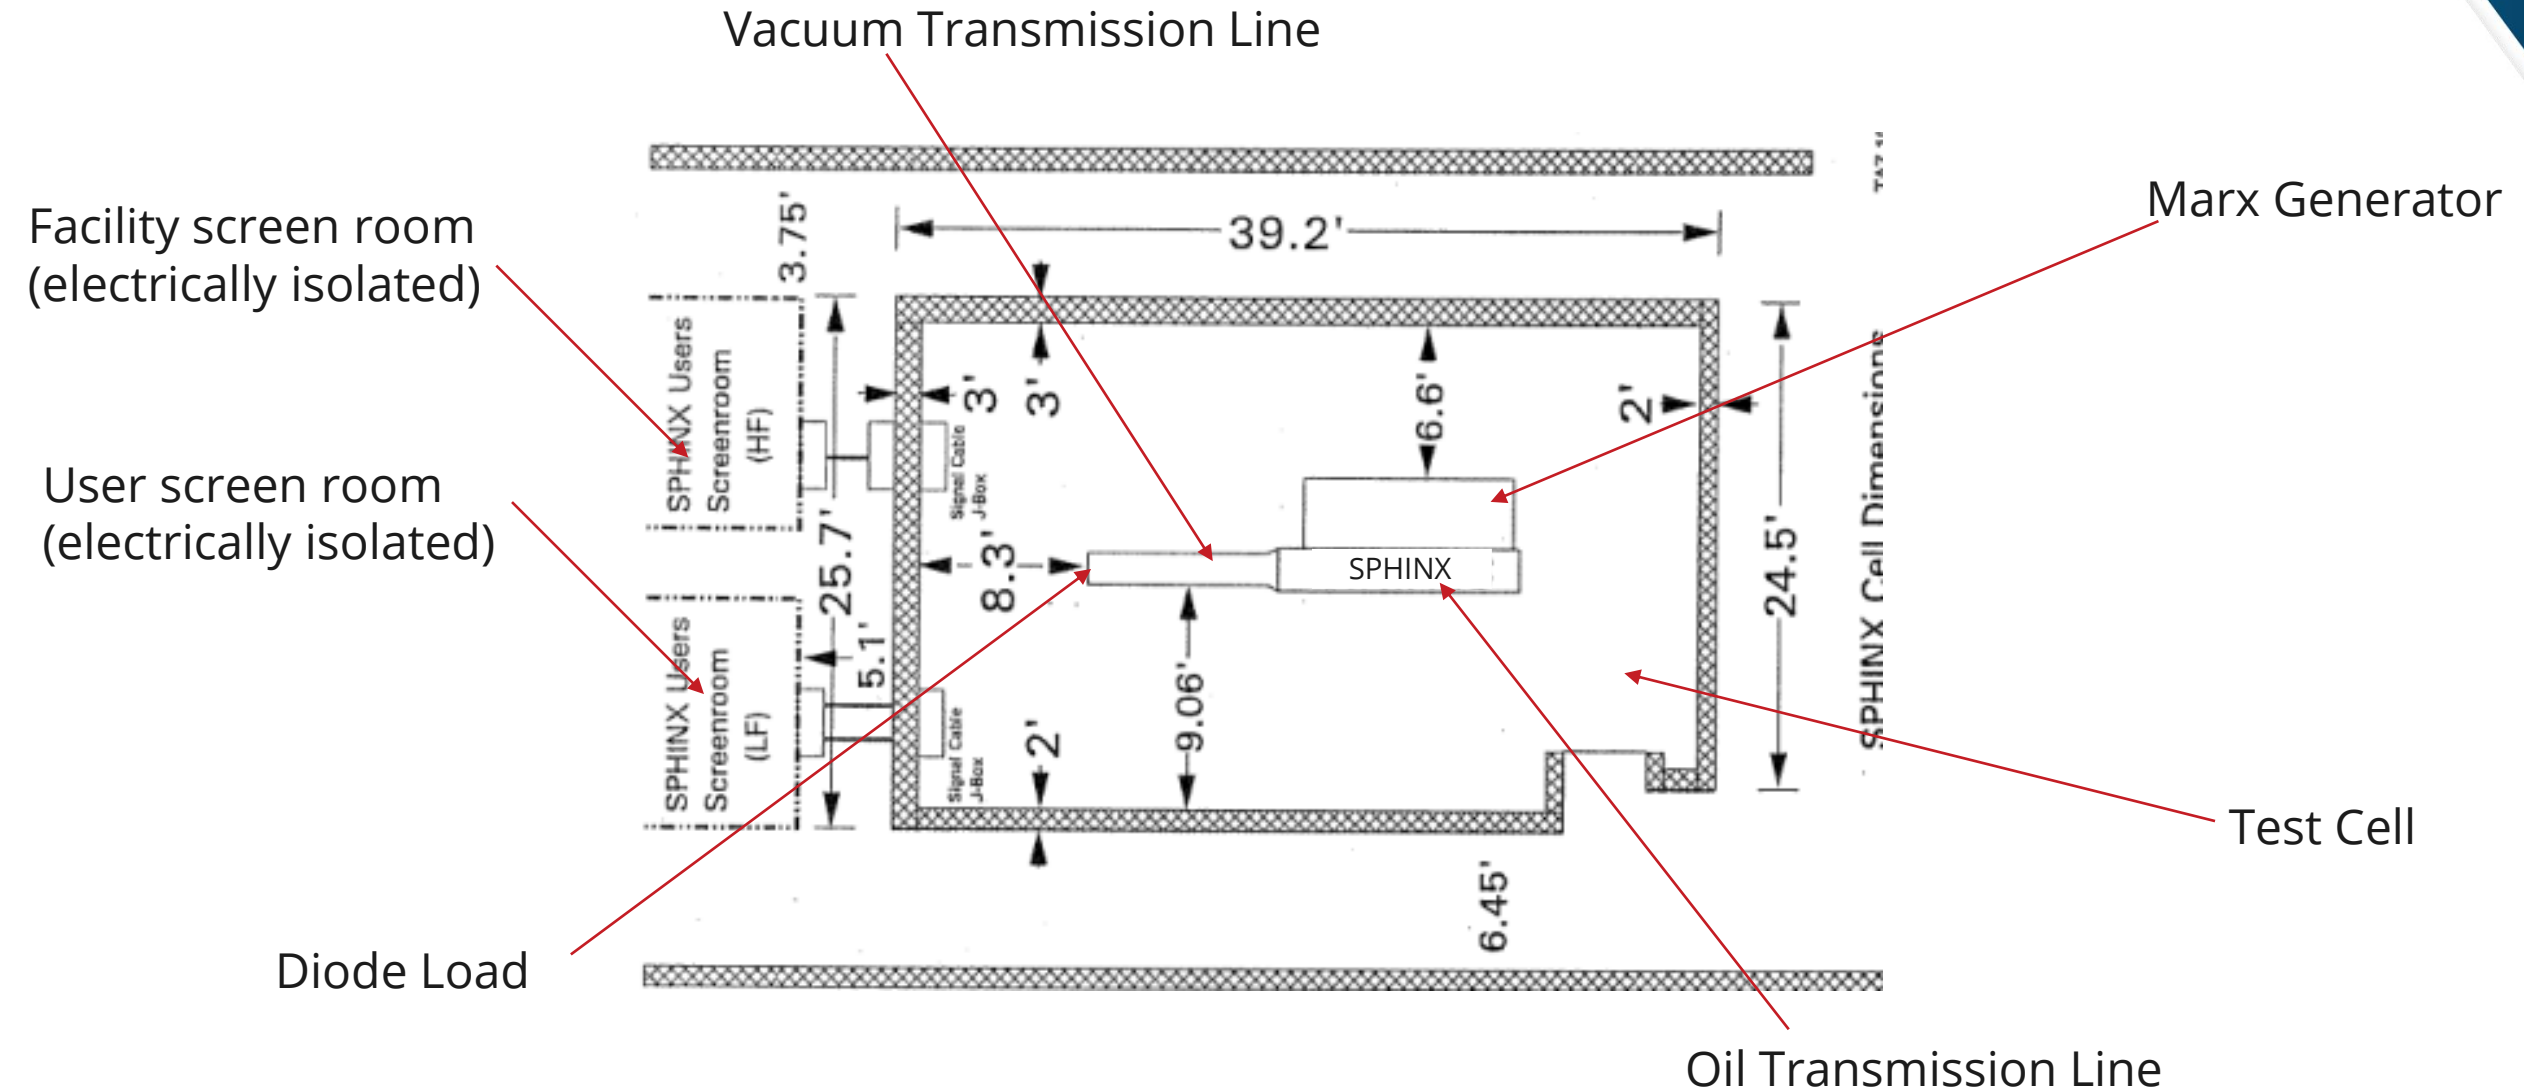 Vacuum Transmission Line
Marx Generator
Facility screen room
(electrically isolated)
User screen room
(electrically isolated)
Diode Load
Test Cell
Oil Transmission Line
39.2'
3.75'
SPHINX Users
Screenroom
(HF)
3'
3'
Signal Cable
J-Box
6.6'
2'
24.5'
SPHINX Cell Dimensions
25.7'
8.3'
SPHINX
SPHINX Users
Screenroom
(LF)
5.1'
Signal Cable
J-Box
2'
9.06'
6.45'